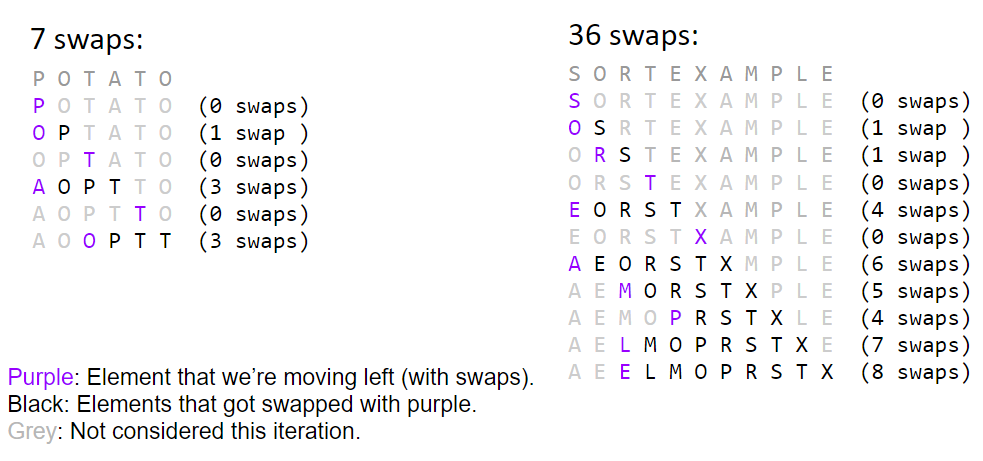 7 swaps:
P O T A T O
P O T A T O (0 swaps)
O P T A T O (1 swap )
O P T A T O (0 swaps)
A O P T T O (3 swaps)
A O P T T O (0 swaps)
A O O P T T (3 swaps)
36 swaps:
S O R T E X A M P L E
S O R T E X A M P L E (0 swaps)
O S R T E X A M P L E (1 swap )
O R S T E X A M P L E (1 swap )
O R S T E X A M P L E (0 swaps)
E O R S T X A M P L E (4 swaps)
E O R S T X A M P L E (0 swaps)
A E O R S T X M P L E (6 swaps)
A E M O R S T X P L E (5 swaps)
A E M O P R S T X L E (4 swaps)
A E L M O P R S T X E (7 swaps)
A E E L M O P R S T X (8 swaps)
Purple: Element that we're moving left (with swaps).
Black: Elements that got swapped with purple.
Grey: Not considered this iteration.